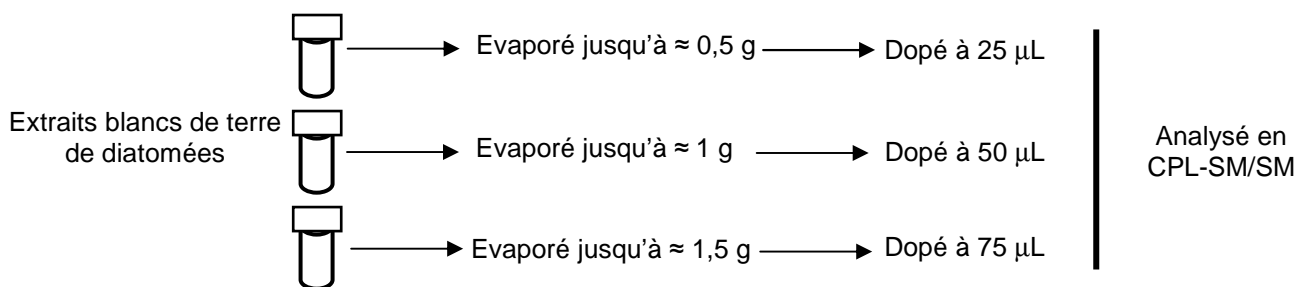 Evaporé jusqu'à ≈ 0,5 g
Dopé à 25 μL
Extraits blancs de terre
de diatomées
Evaporé jusqu'à ≈ 1 g
Dopé à 50 μL
Analysé en
CPL-SM/SM
Evaporé jusqu'à ≈ 1,5 g
Dopé à 75 μL